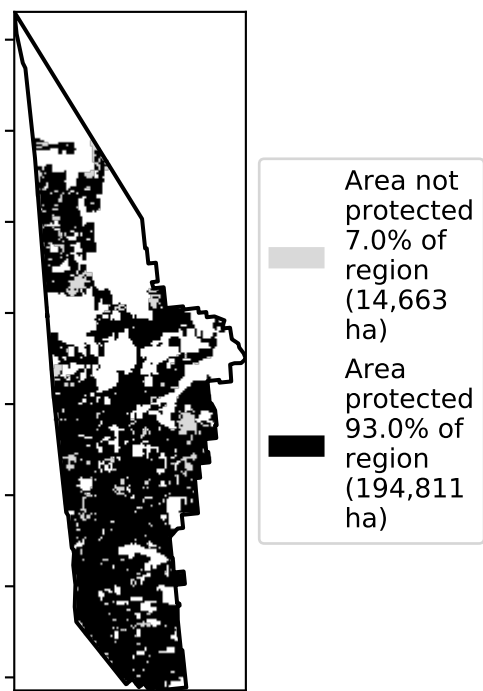 Area not
protected
7.0% of
region
(14,663
ha)
Area
protected
93.0% of
region
(194,811
ha)